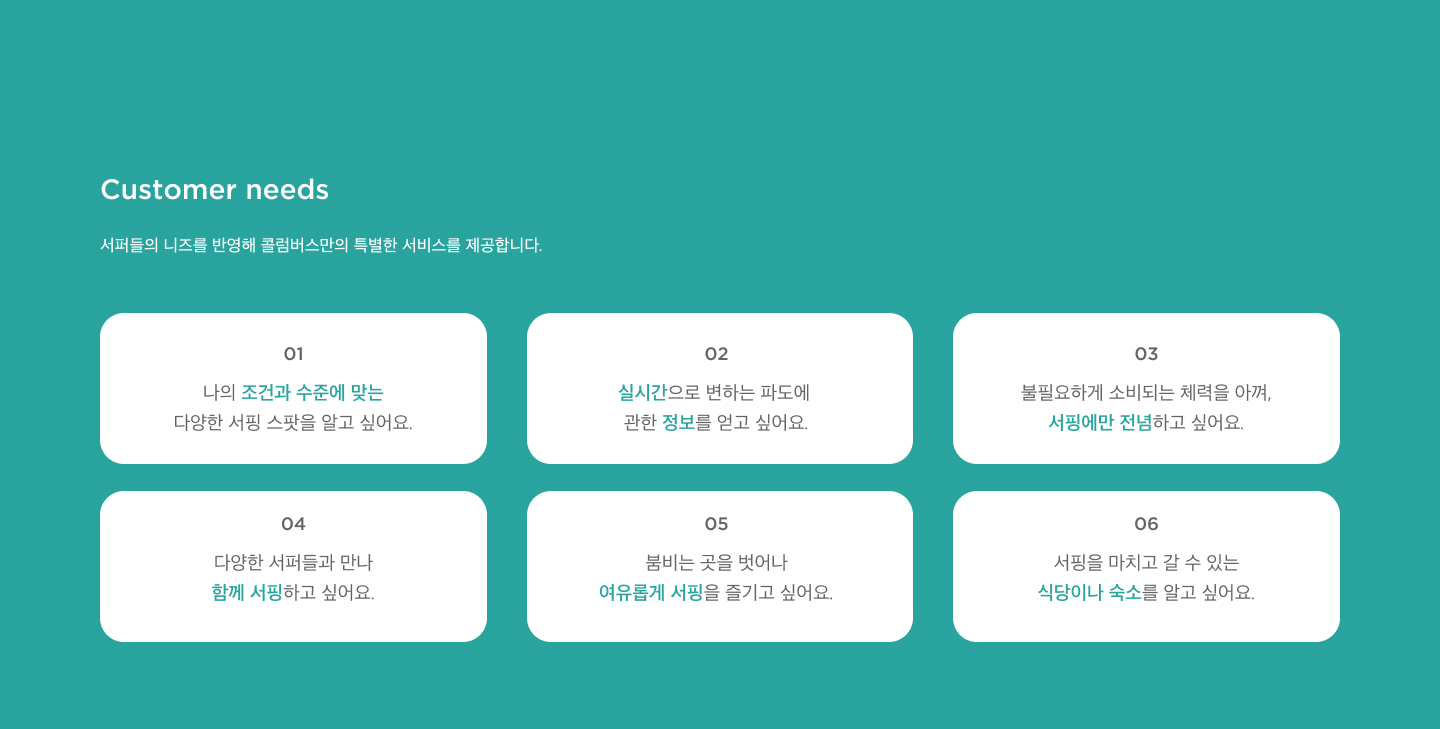 Customer needs
서퍼들의 니즈를 반영해 콜럼버스만의 특별한 서비스를 제공합니다.
01
나의 조건과 수준에 맞는
다양한 서핑 스팟을 알고 싶어요.
02
실시간으로 변하는 파도에
관한 정보를 얻고 싶어요.
03
불필요하게 소비되는 체력을 아껴,
서핑에만 전념하고 싶어요.
04
다양한 서퍼들과 만나
함께 서핑하고 싶어요.
05
붐비는 곳을 벗어나
여유롭게 서핑을 즐기고 싶어요.
06
서핑을 마치고 갈 수 있는
식당이나 숙소를 알고 싶어요.